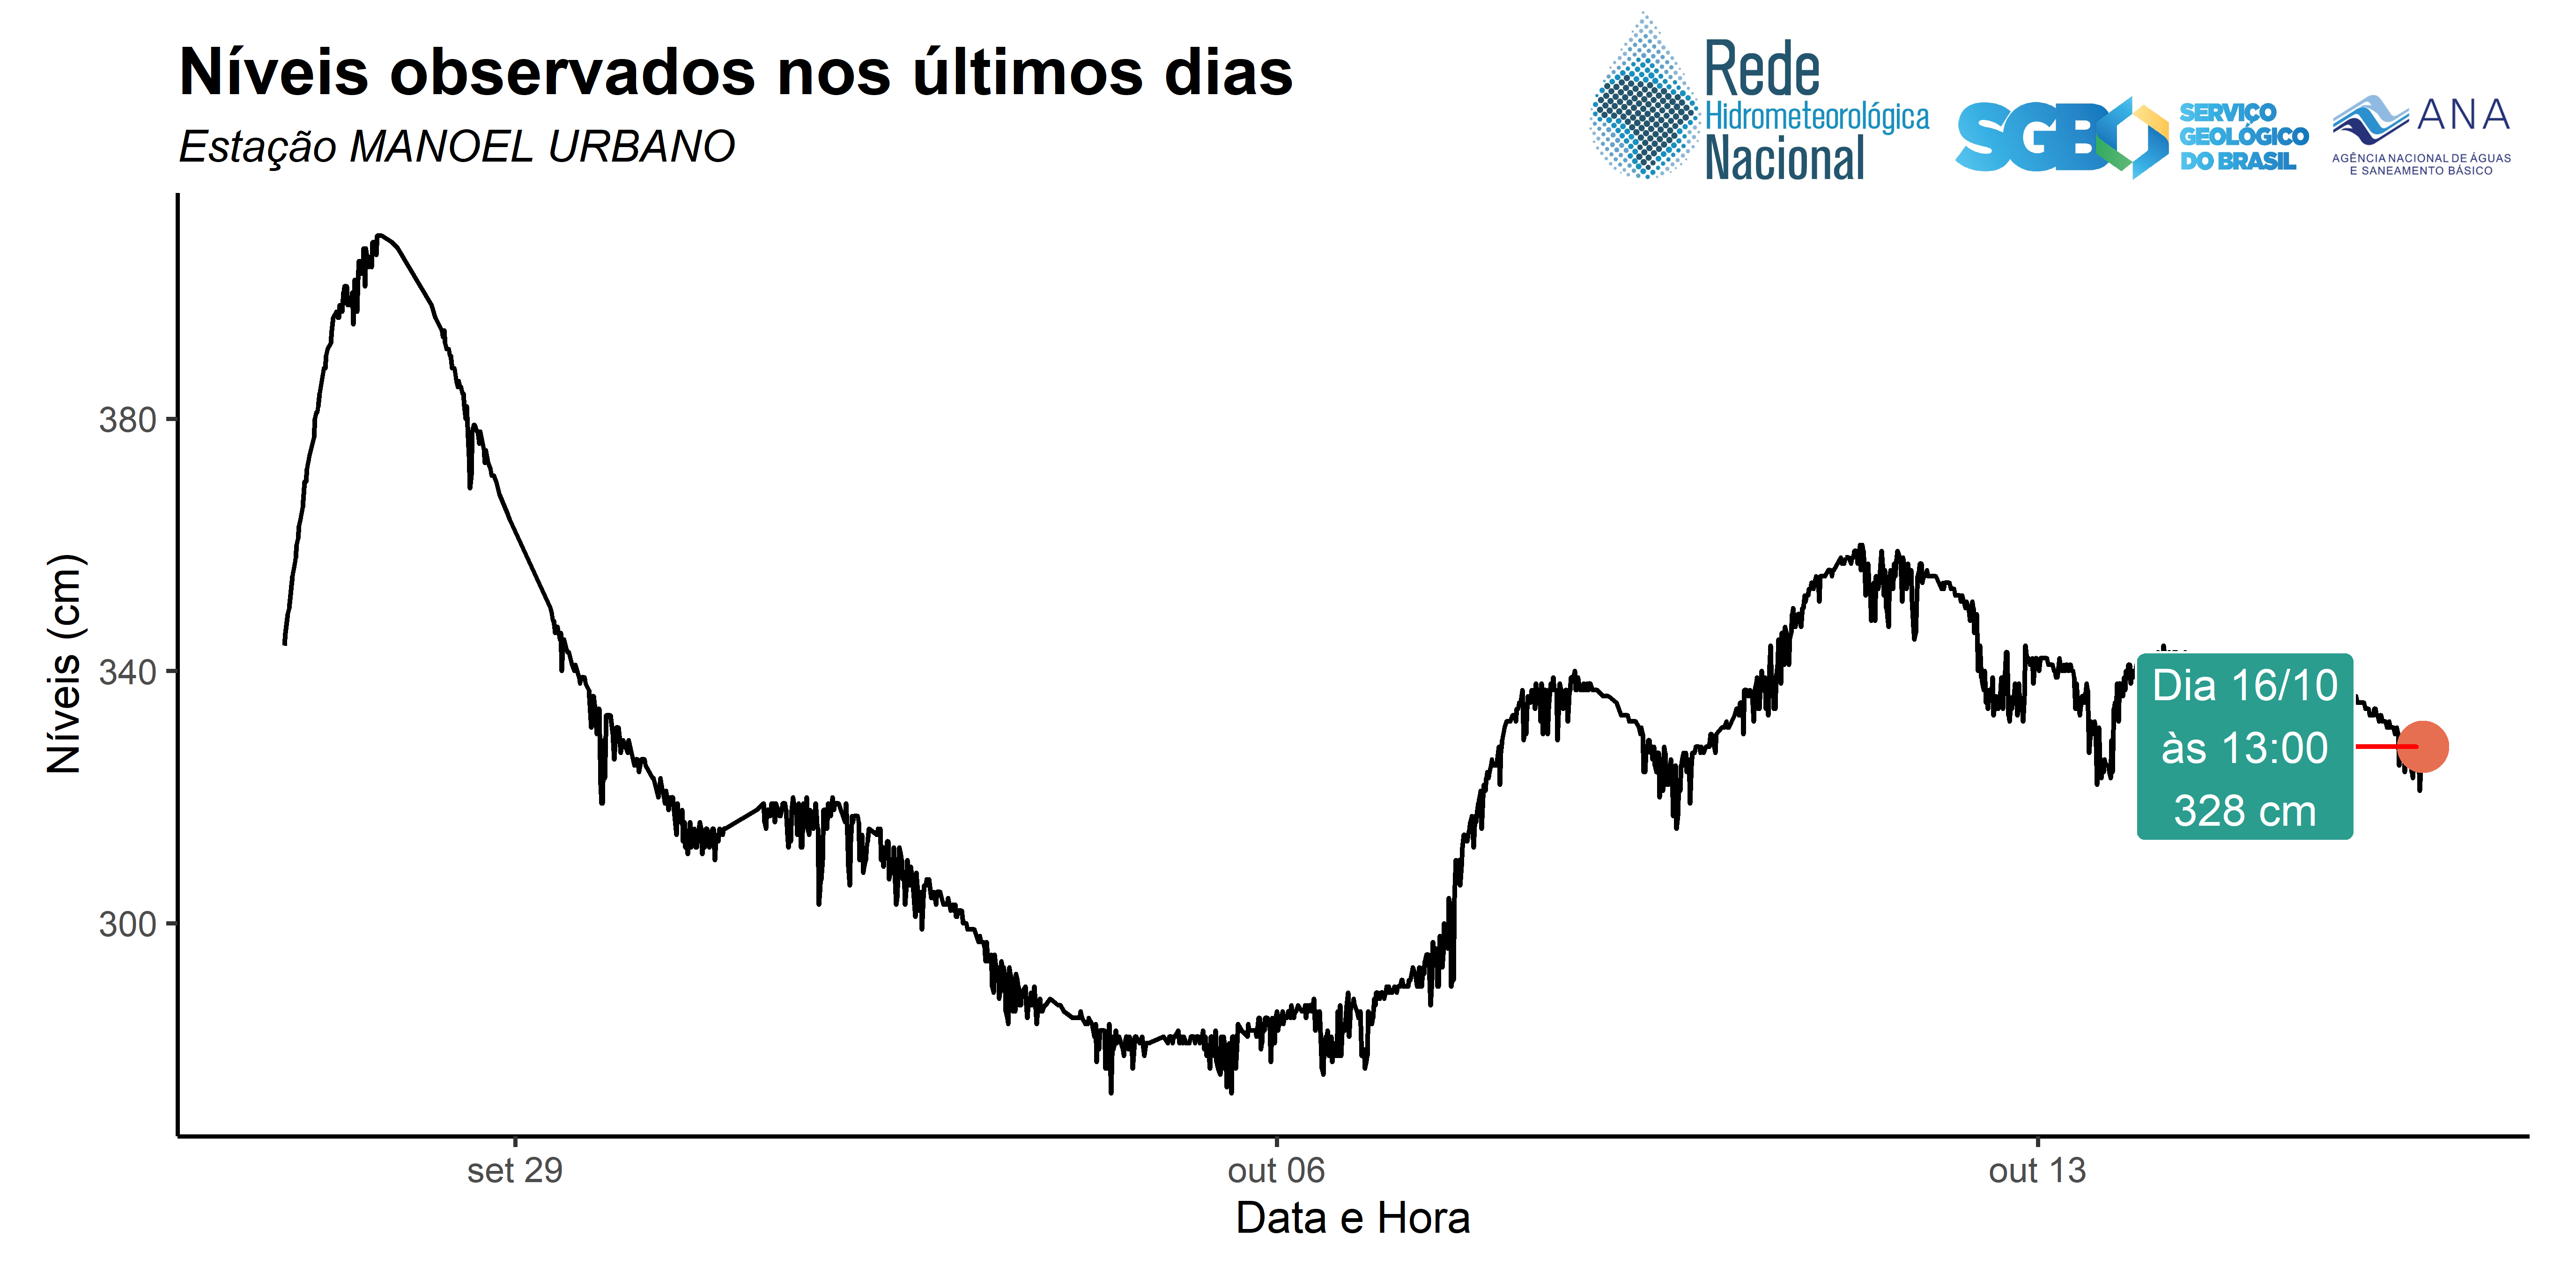 Níveis observados nos últimos dias
Estação MANOEL URBANO
Rede
Hidrometeorológica
Nacional
SGB
SERVIÇO
GEOLÓGICO
DO BRASIL
ANA
AGÊNCIA NACIONAL DE ÁGUAS
E SANEAMENTO BÁSICO
Níveis (cm)
380
340
300
Dia 16/10
às 13:00
328 cm
set 29
out 06
out 13
Data e Hora